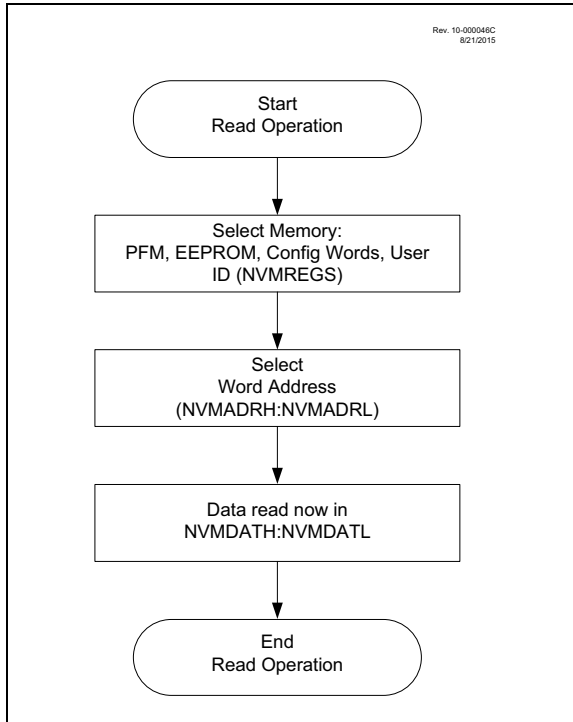 Rev. 10-000046C
8/21/2015
Start
Read Operation
Select Memory:
PFM, EEPROM, Config Words, User
ID (NVMREGS)
Select
Word Address
(NVMADRH:NVMADRL)
Data read now in
NVMDATH:NVMDATL
End
Read Operation